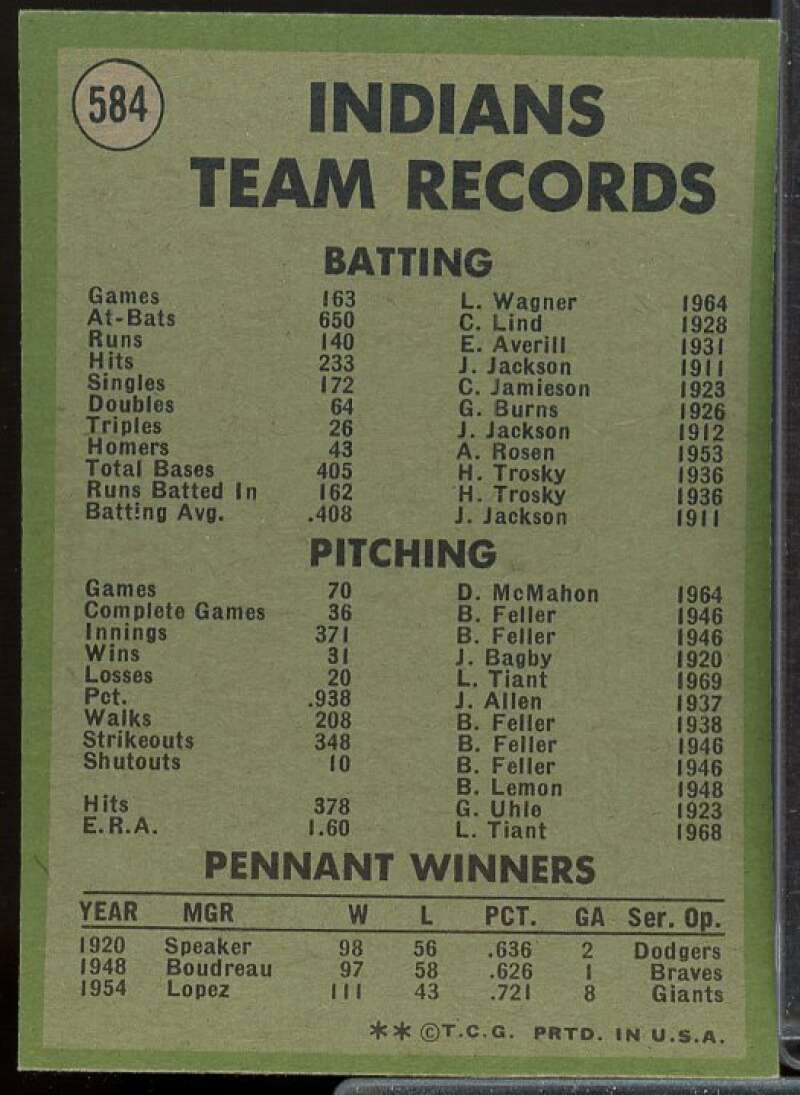 584
INDIANS
TEAM RECORDS
BATTING
Games 163 L. Wagner 1964
At-Bats 650 C. Lind 1928
Runs 140 E. Averill 1931
Hits 233 J. Jackson 1911
Singles 172 C. Jamieson 1923
Doubles 64 G. Burns 1926
Triples 26 J. Jackson 1912
Homers 43 A. Rosen 1953
Total Bases 405 H. Trosky 1936
Runs Batted In 162 H. Trosky 1936
Batting Avg. .408 J. Jackson 1911
PITCHING
Games 70 D. McMahon 1964
Complete Games 36 B. Feller 1946
Innings 371 B. Feller 1946
Wins 31 J. Bagby 1920
Losses 20 L. Tiant 1969
Pct. .938 J. Allen 1937
Walks 208 B. Feller 1938
Strikeouts 348 B. Feller 1946
Shutouts 10 B. Feller 1946
B. Lemon 1948
Hits 378 G. Uhle 1923
E.R.A. 1.60 L. Tiant 1968
PENNANT WINNERS
YEAR MGR W L PCT. GA Ser. Op.
1920 Speaker 98 56 .636 2 Dodgers
1948 Boudreau 97 58 .626 1 Braves
1954 Lopez 111 43 .721 8 Giants
** ©T.C.G. PRTD. IN U.S.A.